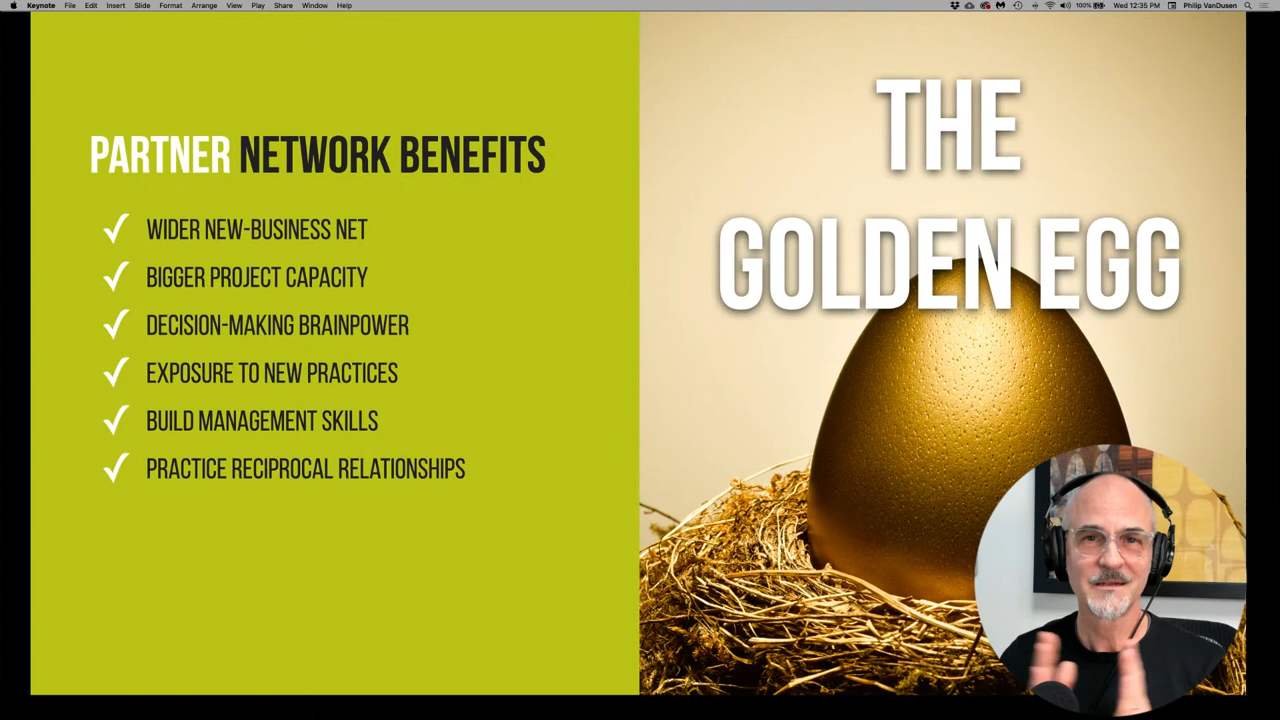 Keynote File Edit Insert Slide Format Arrange View Play Share Window Help
100% Wed 12:35 PM Philip VanDusen
PARTNER NETWORK BENEFITS
WIDER NEW-BUSINESS NET
BIGGER PROJECT CAPACITY
DECISION-MAKING BRAINPOWER
EXPOSURE TO NEW PRACTICES
BUILD MANAGEMENT SKILLS
PRACTICE RECIPROCAL RELATIONSHIPS
THE
GOLDEN EGG